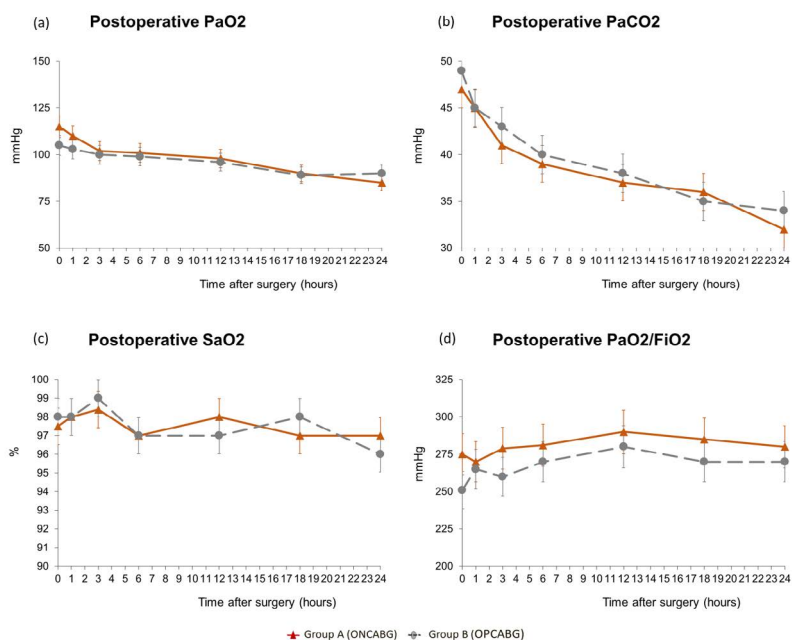 (a) Postoperative PaO2
150
125
100
75
50
mmHg
0 1 2 3 4 5 6 7 8 9 10 11 12 13 14 15 16 17 18 19 20 21 22 23 24
Time after surgery (hours)
(b) Postoperative PaCO2
50
45
40
35
30
mmHg
0 1 2 3 4 5 6 7 8 9 10 11 12 13 14 15 16 17 18 19 20 21 22 23 24
Time after surgery (hours)
(c) Postoperative SaO2
100
99
98
97
96
95
94
93
92
91
90
%
0 1 2 3 4 5 6 7 8 9 10 11 12 13 14 15 16 17 18 19 20 21 22 23 24
Time after surgery (hours)
(d) Postoperative PaO2/FiO2
325
300
275
250
225
200
mmHg
0 1 2 3 4 5 6 7 8 9 10 11 12 13 14 15 16 17 18 19 20 21 22 23 24
Time after surgery (hours)
Group A (ONCABG) Group B (OPCABG)